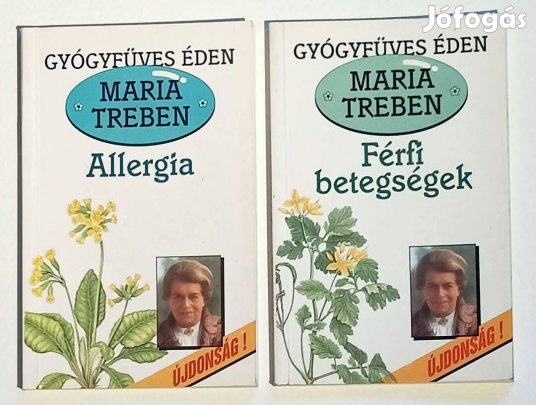 Jófogás
GYÓGYFÜVES ÉDEN
MARIA
TREBEN
Allergia
ÚJDONSÁG !
GYÓGYFÜVES ÉDEN
MARIA
TREBEN
Férfi
betegségek
ÚJDONSÁG !